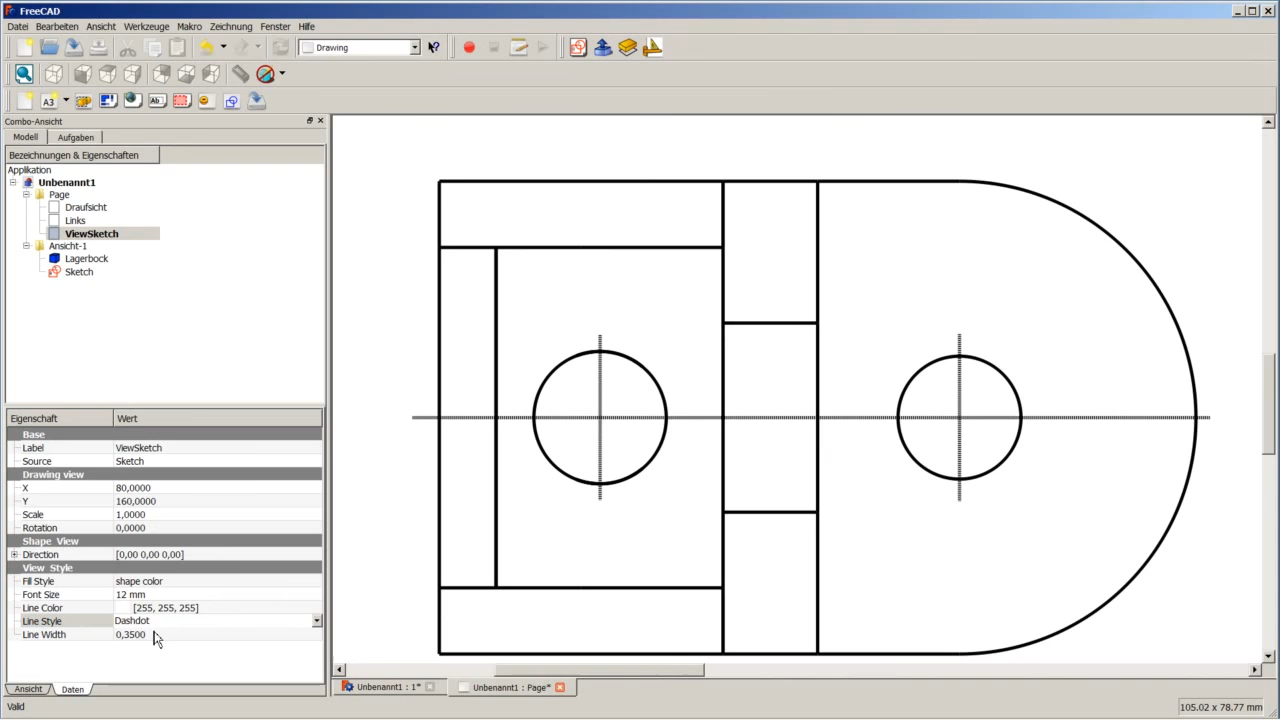 FreeCAD
Datei Bearbeiten Ansicht Werkzeuge Makro Zeichnung Fenster Hilfe
Drawing
A3
Ab
Combo-Ansicht
Modell Aufgaben
Bezeichnungen & Eigenschaften
Applikation
Unbenannt1
Page
Draufsicht
Links
ViewSketch
Ansicht-1
Lagerbock
Sketch
Eigenschaft Wert
Base
Label ViewSketch
Source Sketch
Drawing view
X 80,0000
Y 160,0000
Scale 1,0000
Rotation 0,0000
Shape View
Direction [0,00 0,00 0,00]
View Style
Fill Style shape color
Font Size 12 mm
Line Color [255, 255, 255]
Line Style Dashdot
Line Width 0,3500
Ansicht Daten
Unbenannt1 : 1* Unbenannt1 : Page*
Valid 105.02 x 78.77 mm